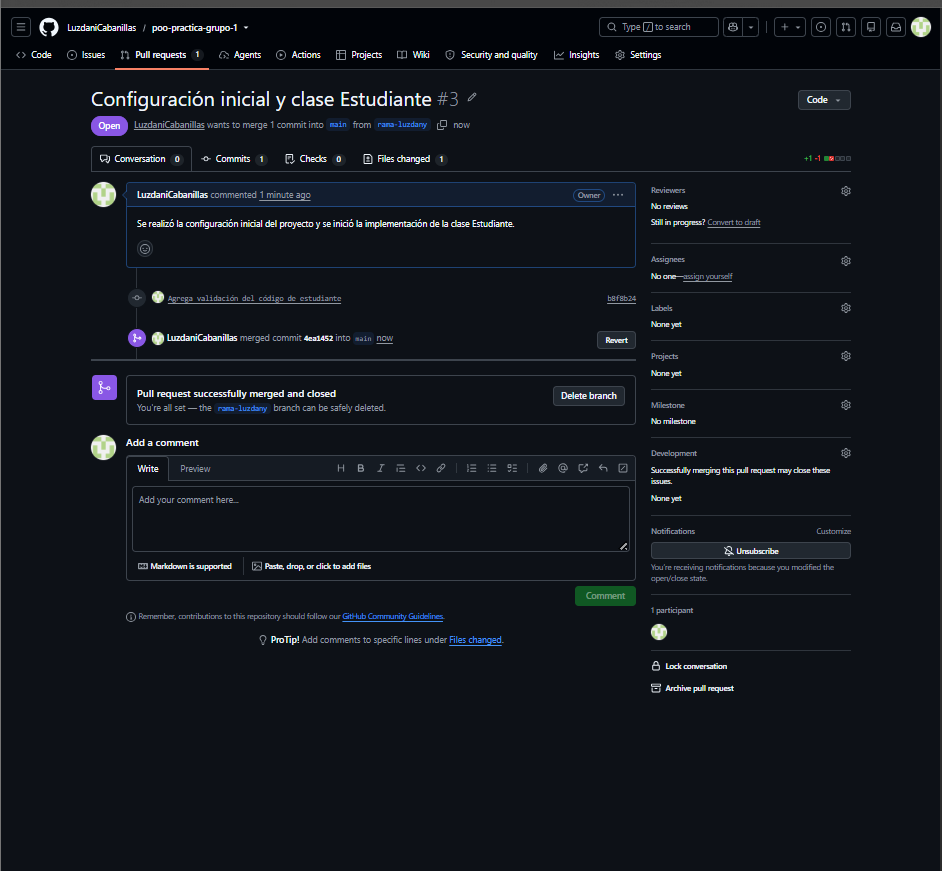 LuzdaniCabanillas / poo-practica-grupo-1
Type / to search
Code Issues Pull requests 1 Agents Actions Projects Wiki Security and quality Insights Settings
Configuración inicial y clase Estudiante #3
Code
Open LuzdaniCabanillas wants to merge 1 commit into main from rama-luzdany now
Conversation 0 Commits 1 Checks 0 Files changed 1
+1 -1
LuzdaniCabanillas commented 1 minute ago
Owner
Se realizó la configuración inicial del proyecto y se inició la implementación de la clase Estudiante.
Agrega validación del código de estudiante
b8f8b24
LuzdaniCabanillas merged commit 4ea1452 into main now
Revert
Pull request successfully merged and closed
You're all set — the rama-luzdany branch can be safely deleted.
Delete branch
Add a comment
Write Preview
H B I
Add your comment here...
Markdown is supported
Paste, drop, or click to add files
Comment
Remember, contributions to this repository should follow our GitHub Community Guidelines.
ProTip! Add comments to specific lines under Files changed.
Reviewers
No reviews
Still in progress? Convert to draft
Assignees
No one—assign yourself
Labels
None yet
Projects
None yet
Milestone
No milestone
Development
Successfully merging this pull request may close these
issues.
None yet
Notifications Customize
Unsubscribe
You're receiving notifications because you modified the
open/close state.
1 participant
Lock conversation
Archive pull request